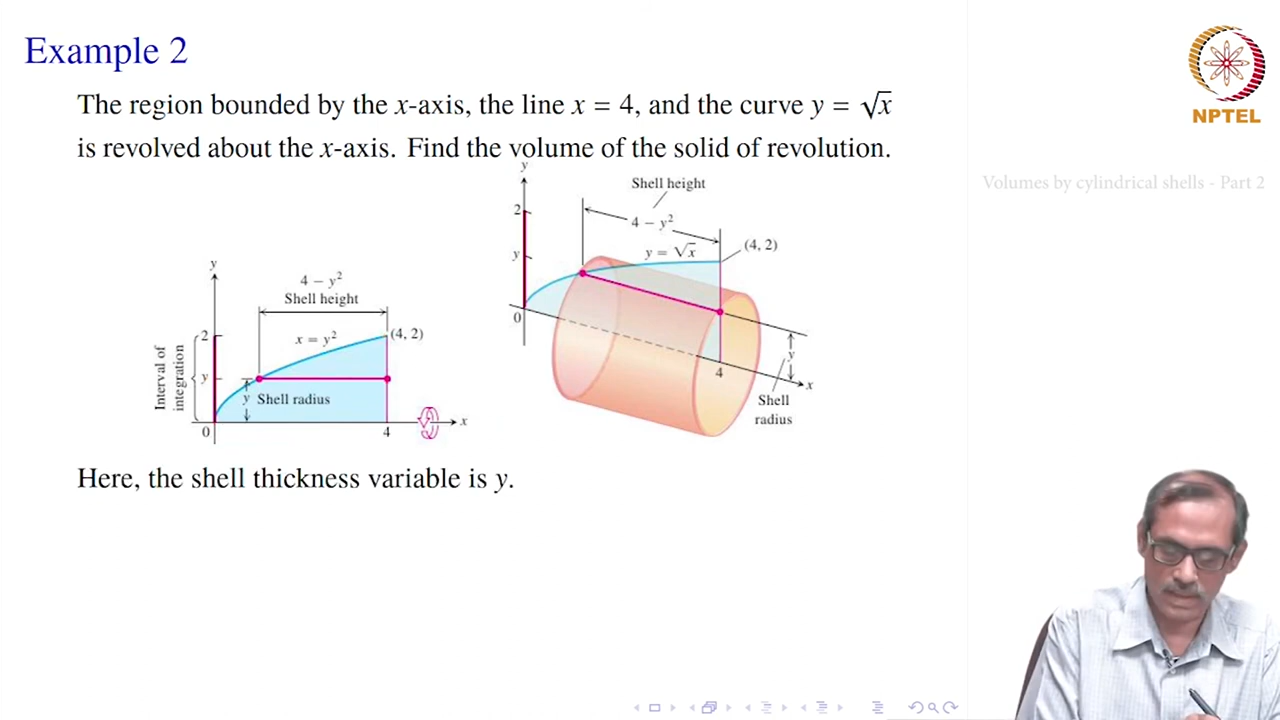 Example 2
NPTEL
The region bounded by the x-axis, the line x = 4, and the curve y = √x
is revolved about the x-axis. Find the volume of the solid of revolution.
Volumes by cylindrical shells - Part 2
y
Shell height
2
4 − y²
y = √x
(4, 2)
y
0
4
y
x
Shell
radius
y
4 − y²
Shell height
x = y²
(4, 2)
2
Interval of
integration
y
y Shell radius
0
4
x
Here, the shell thickness variable is y.